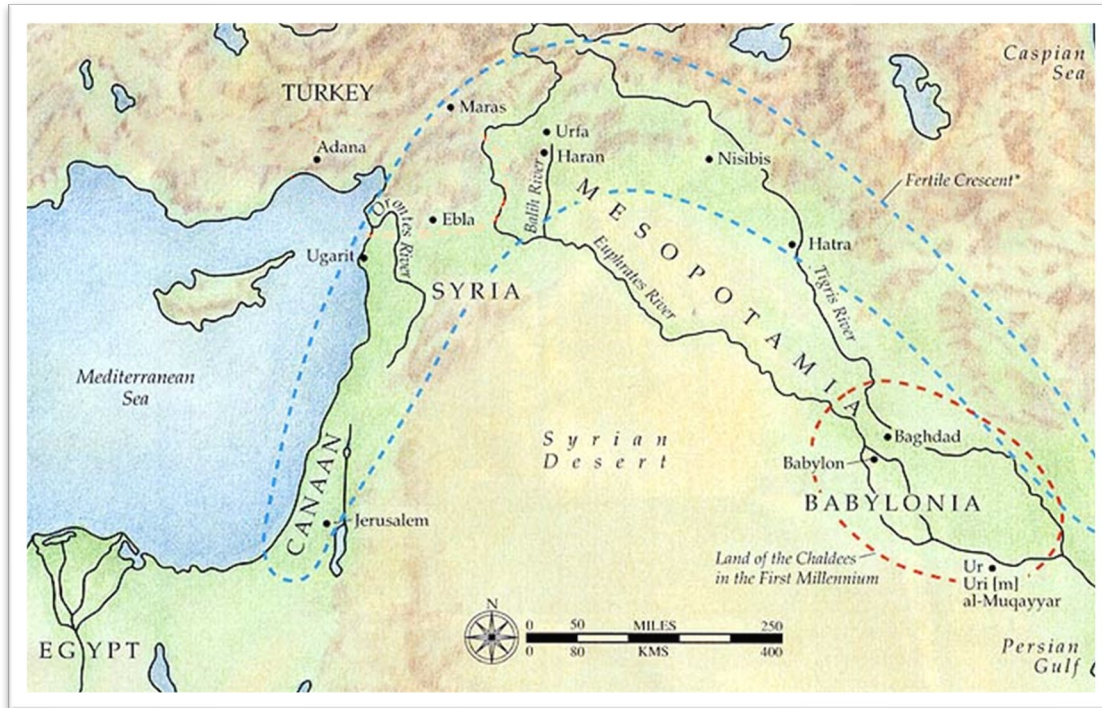 Caspian
Sea
TURKEY
Maras
Adana
Urfa
Haran
Nisibis
Fertile Crescent*
Balih River
MESOPOTAMIA
Orontes River
Ebla
Ugarit
Hatra
Euphrates River
Tigris River
SYRIA
Mediterranean
Sea
Syrian
Desert
Baghdad
Babylon
BABYLONIA
CANAAN
Jerusalem
Land of the Chaldees
in the First Millennium
Ur
Uri [m]
al-Muqayyar
N
0 50 MILES 250
0 80 KMS 400
EGYPT
Persian
Gulf